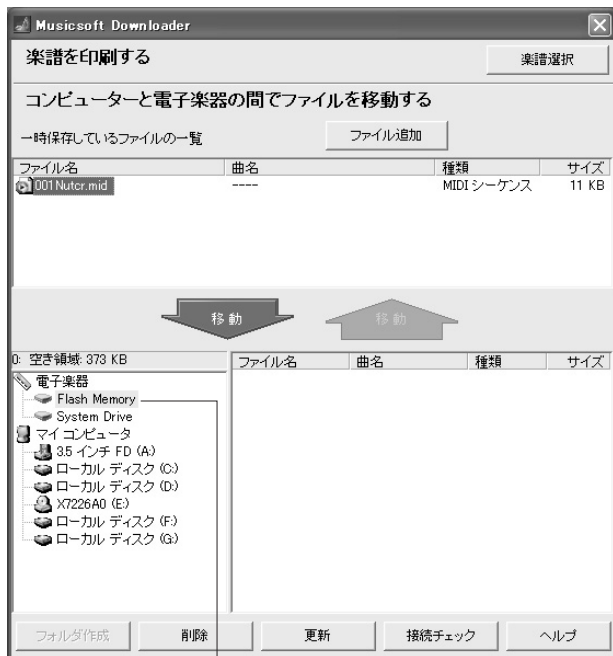 Musicsoft Downloader
楽譜を印刷する
楽譜選択
コンピューターと電子楽器の間でファイルを移動する
一時保存しているファイルの一覧
ファイル追加
ファイル名 曲名 種類 サイズ
001Nutcr.mid ---- MIDI シーケンス 11 KB
移動 移動
0: 空き領域: 373 KB
ファイル名 曲名 種類 サイズ
電子楽器
Flash Memory
System Drive
マイ コンピュータ
3.5 インチ FD (A:)
ローカル ディスク (C:)
ローカル ディスク (D:)
X7226A0 (E:)
ローカル ディスク (F:)
ローカル ディスク (G:)
フォルダ作成 削除 更新 接続チェック ヘルプ